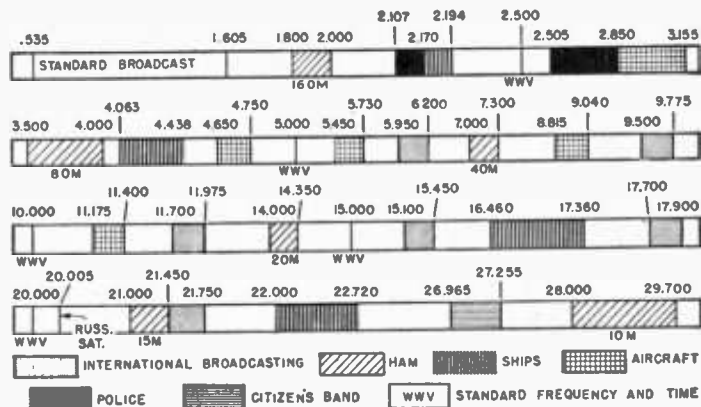 2.107 2.194 2.500 2.850
.535 1.605 1.800 2.000 2.170 2.505 3.155
STANDARD BROADCAST
160M WWV
4.063 4.750 5.730 6.200 7.300 9.040 9.775
3.500 4.000 4.438 4.650 5.000 5.450 5.950 7.000 8.815 9.500
80M WWV 40M
11.400 11.975 14.350 15.450 17.700
10.000 11.175 11.700 14.000 15.000 15.100 16.460 17.360 17.900
WWV 20M WWV
20.005 21.450 27.255
20.000 21.000 21.750 22.000 22.720 26.965 28.000 29.700
WWV RUSS. SAT. 15M 10M
INTERNATIONAL BROADCASTING HAM SHIPS AIRCRAFT
POLICE CITIZEN'S BAND WWV STANDARD FREQUENCY AND TIME